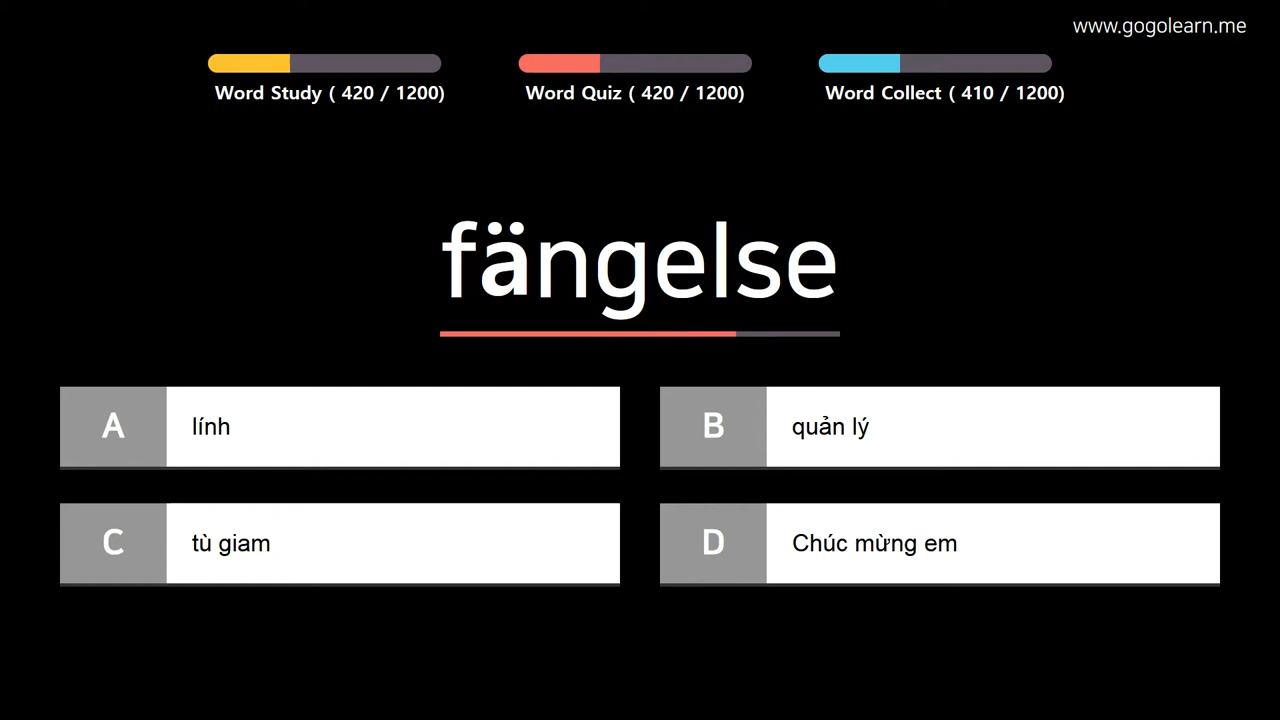 www.gogolearn.me
Word Study ( 420 / 1200)
Word Quiz ( 420 / 1200)
Word Collect ( 410 / 1200)
fängelse
A lính
B quản lý
C tù giam
D Chúc mừng em